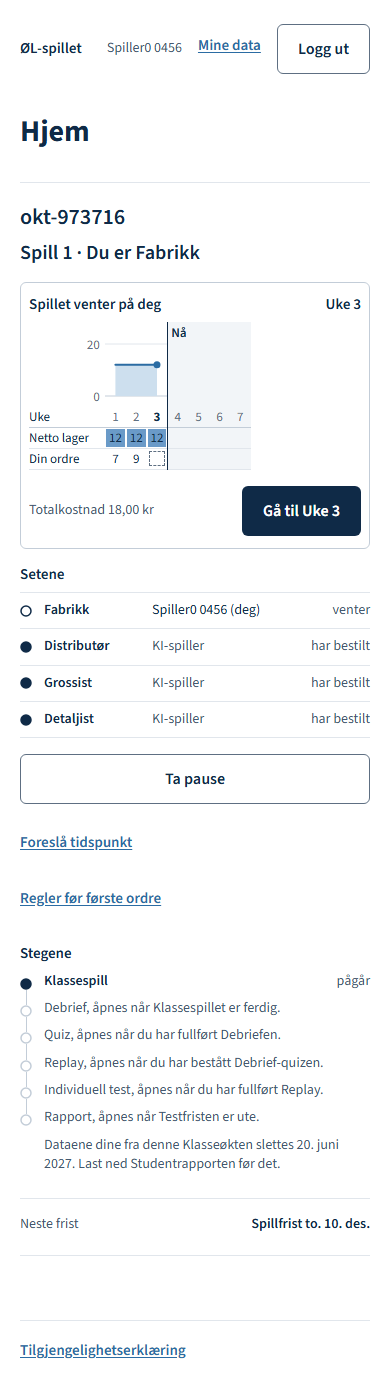 ØL-spillet Spiller0 0456 Mine data Logg ut
Hjem
okt-973716
Spill 1 · Du er Fabrikk
Spillet venter på deg Uke 3
Nå
20
0
Uke 1 2 3 4 5 6 7
Netto lager 12 12 12
Din ordre 7 9
Totalkostnad 18,00 kr Gå til Uke 3
Setene
Fabrikk Spiller0 0456 (deg) venter
Distributør KI-spiller har bestilt
Grossist KI-spiller har bestilt
Detaljist KI-spiller har bestilt
Ta pause
Foreslå tidspunkt
Regler før første ordre
Stegene
Klassespill pågår
Debrief, åpnes når Klassespillet er ferdig.
Quiz, åpnes når du har fullført Debriefen.
Replay, åpnes når du har bestått Debrief-quizen.
Individuell test, åpnes når du har fullført Replay.
Rapport, åpnes når Testfristen er ute.
Dataene dine fra denne Klasseøkten slettes 20. juni
2027. Last ned Studentrapporten før det.
Neste frist Spillfrist to. 10. des.
Tilgjengelighetserklæring